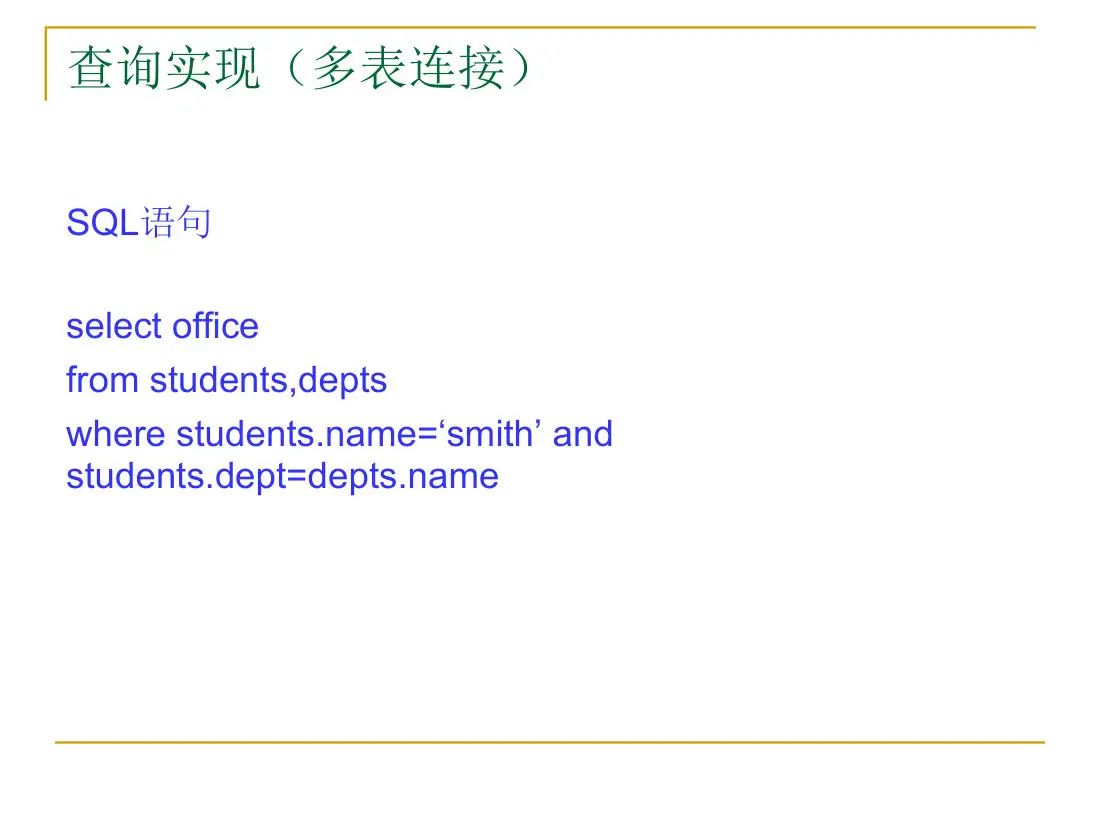 查询实现（多表连接）
SQL语句
select office
from students,depts
where students.name=‘smith’ and
students.dept=depts.name